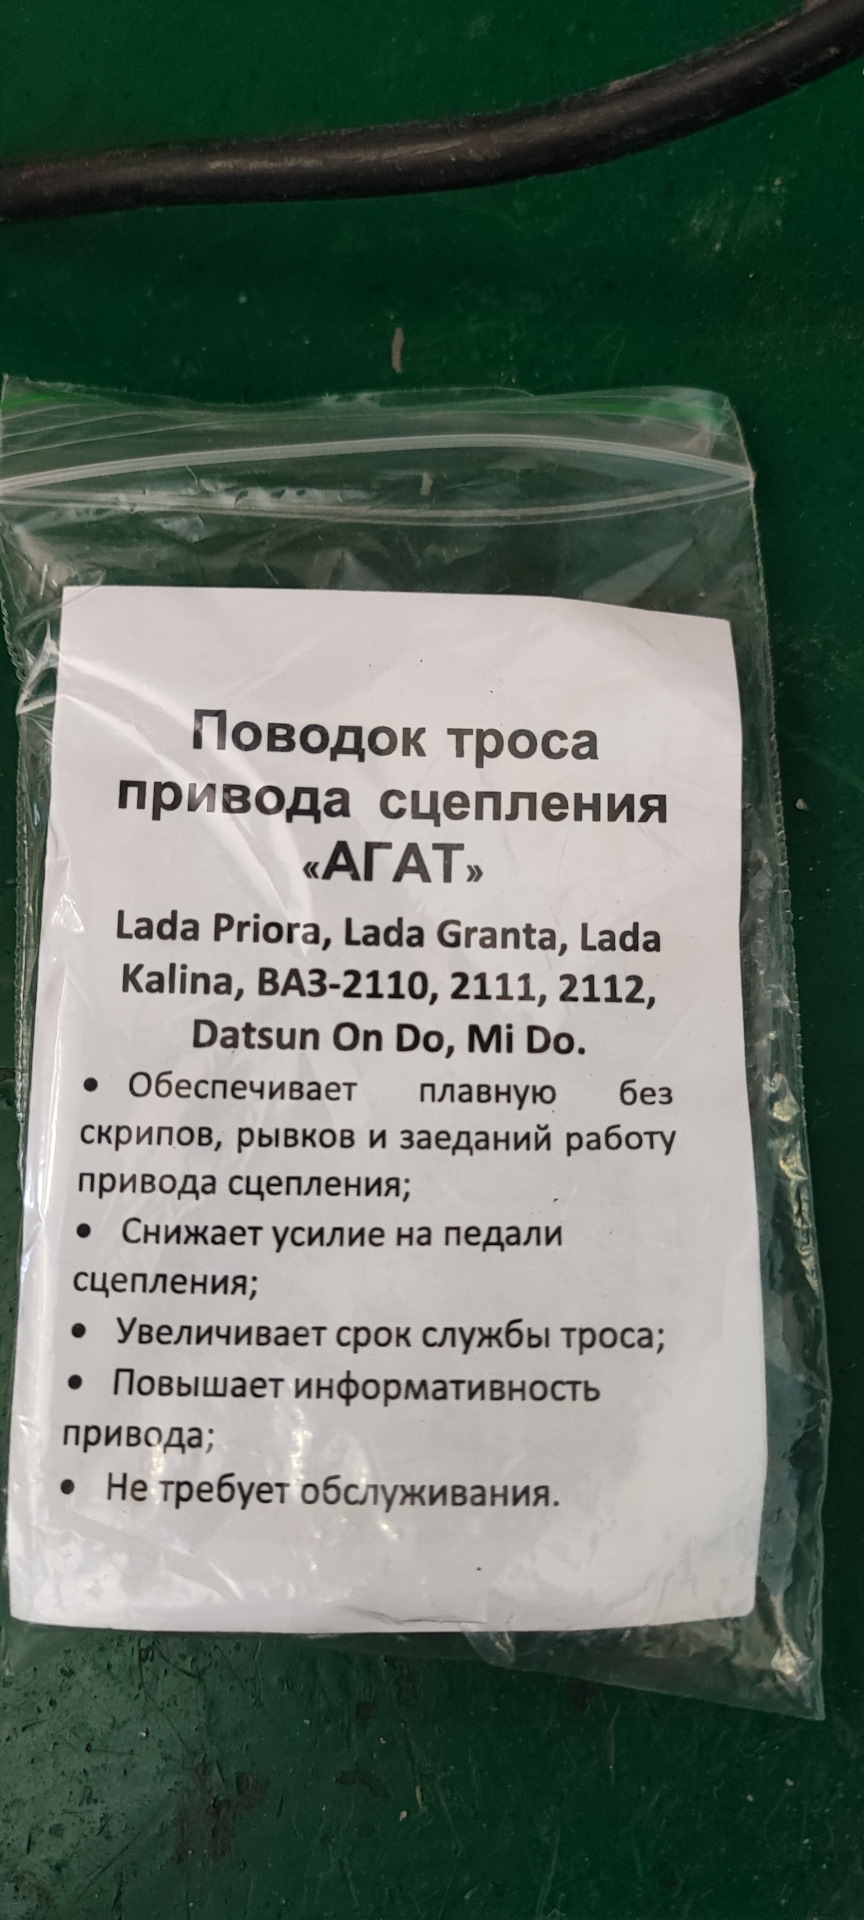 Поводок троса
привода сцепления
«АГАТ»
Lada Priora, Lada Granta, Lada
Kalina, ВАЗ-2110, 2111, 2112,
Datsun On Do, Mi Do.
• Обеспечивает плавную без
скрипов, рывков и заеданий работу
привода сцепления;
• Снижает усилие на педали
сцепления;
• Увеличивает срок службы троса;
• Повышает информативность
привода;
• Не требует обслуживания.